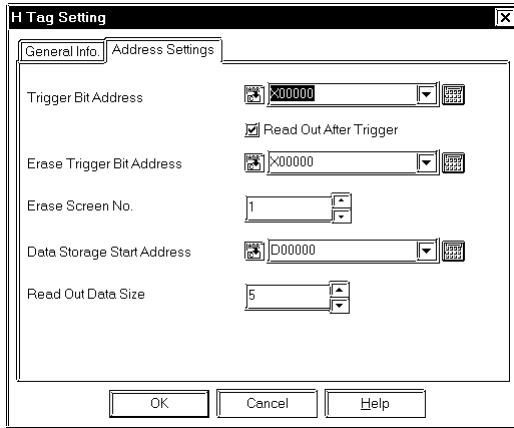 H Tag Setting
General Info. Address Settings
Trigger Bit Address X00000
Read Out After Trigger
Erase Trigger Bit Address X00000
Erase Screen No. 1
Data Storage Start Address D00000
Read Out Data Size 5
OK Cancel Help